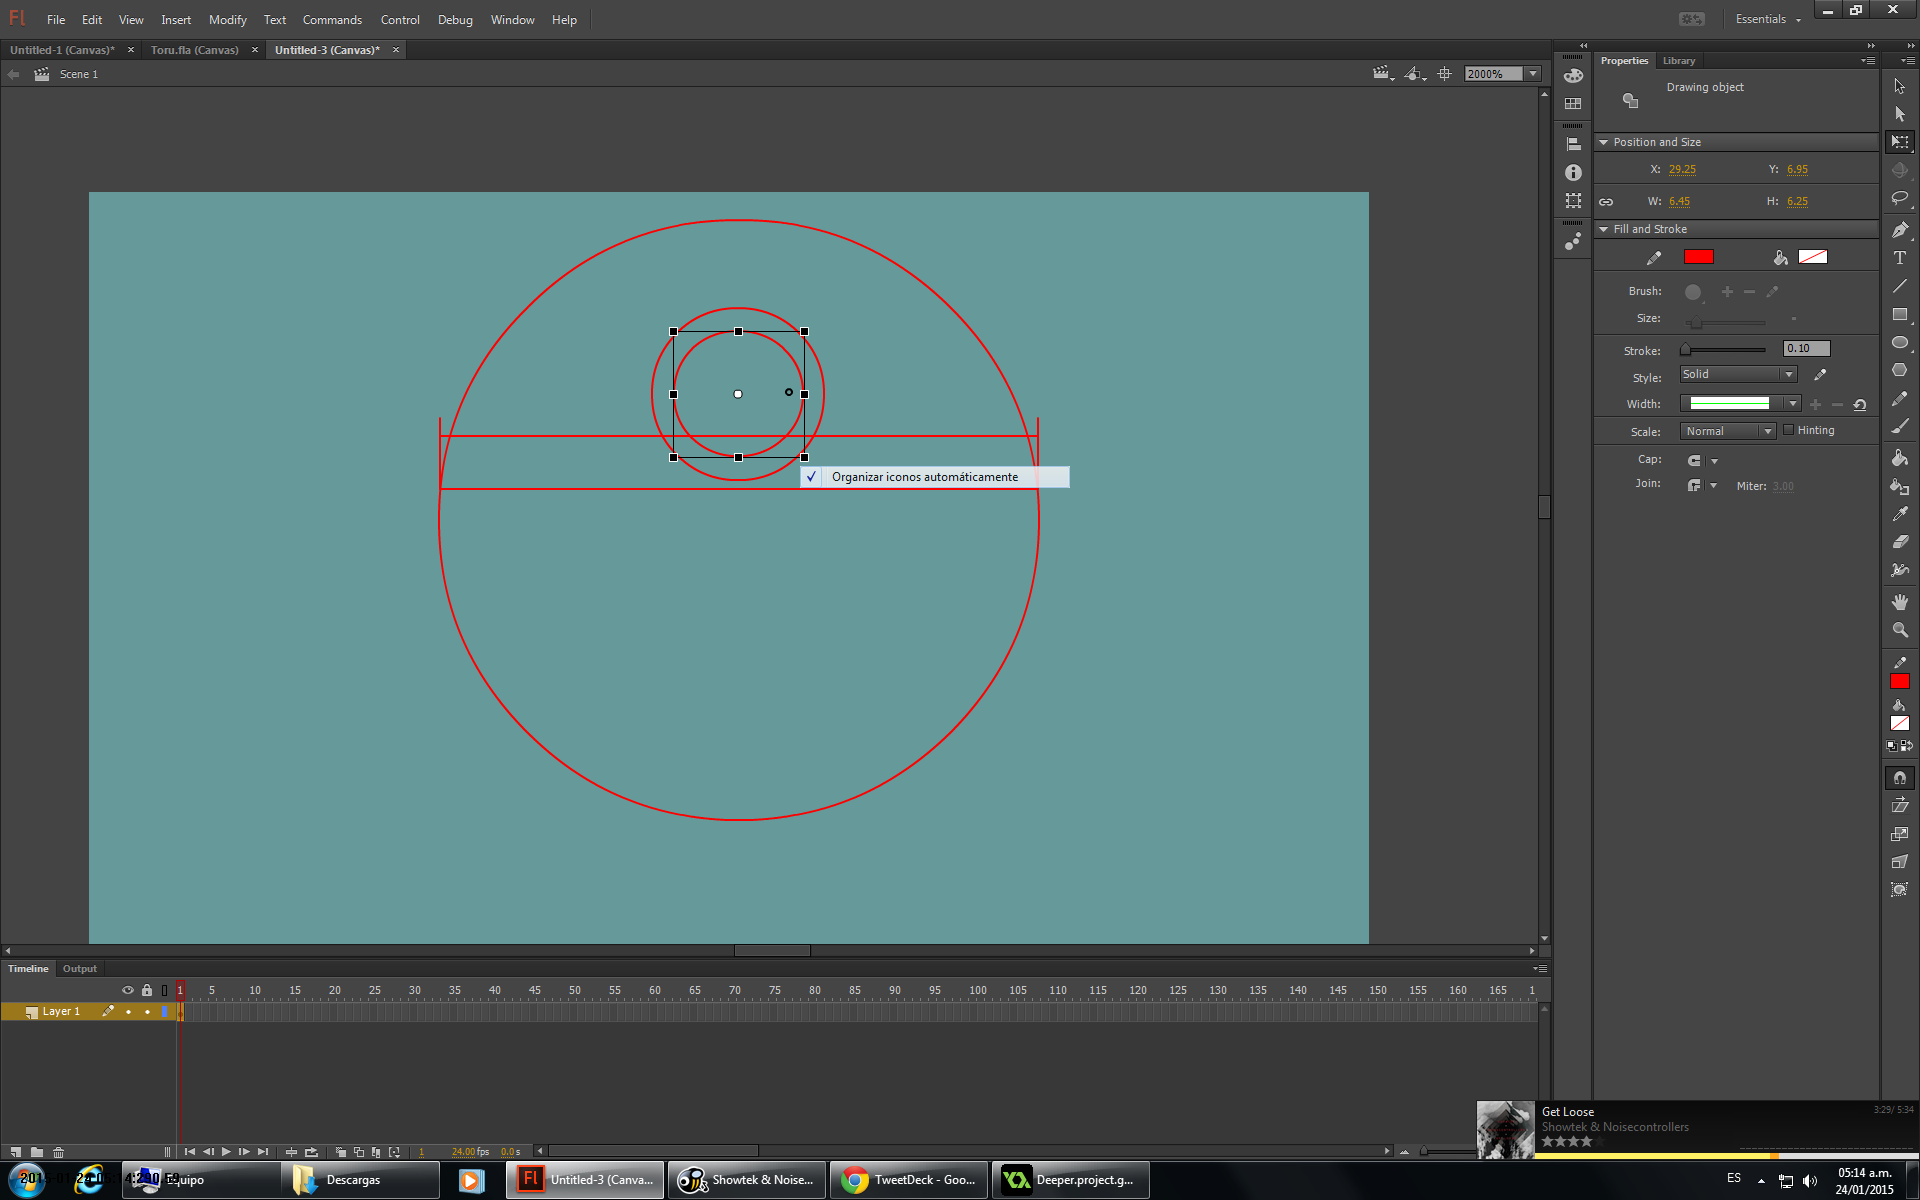 Fl File Edit View Insert Modify Text Commands Control Debug Window Help Essentials
Untitled-1 (Canvas)* × Toru.fla (Canvas) × Untitled-3 (Canvas)* ×
Scene 1 2000%
Properties Library
Drawing object
Position and Size
X: 29.25 Y: 6.95
W: 6.45 H: 6.25
Fill and Stroke
Brush:
Size: -
Stroke: 0.10
Style: Solid
Width:
Scale: Normal Hinting
Cap:
Join: Miter: 3.00
Organizar iconos automáticamente
Timeline Output
1 5 10 15 20 25 30 35 40 45 50 55 60 65 70 75 80 85 90 95 100 105 110 115 120 125 130 135 140 145 150 155 160 165 1
Layer 1
1 24.00 fps 0.0 s
Get Loose 3:29/ 5:34
Showtek & Noisecontrollers
Equipo Descargas Fl Untitled-3 (Canva... Showtek & Noise... TweetDeck - Goo... Deeper.project.g... ES
05:14 a.m.
24/01/2015